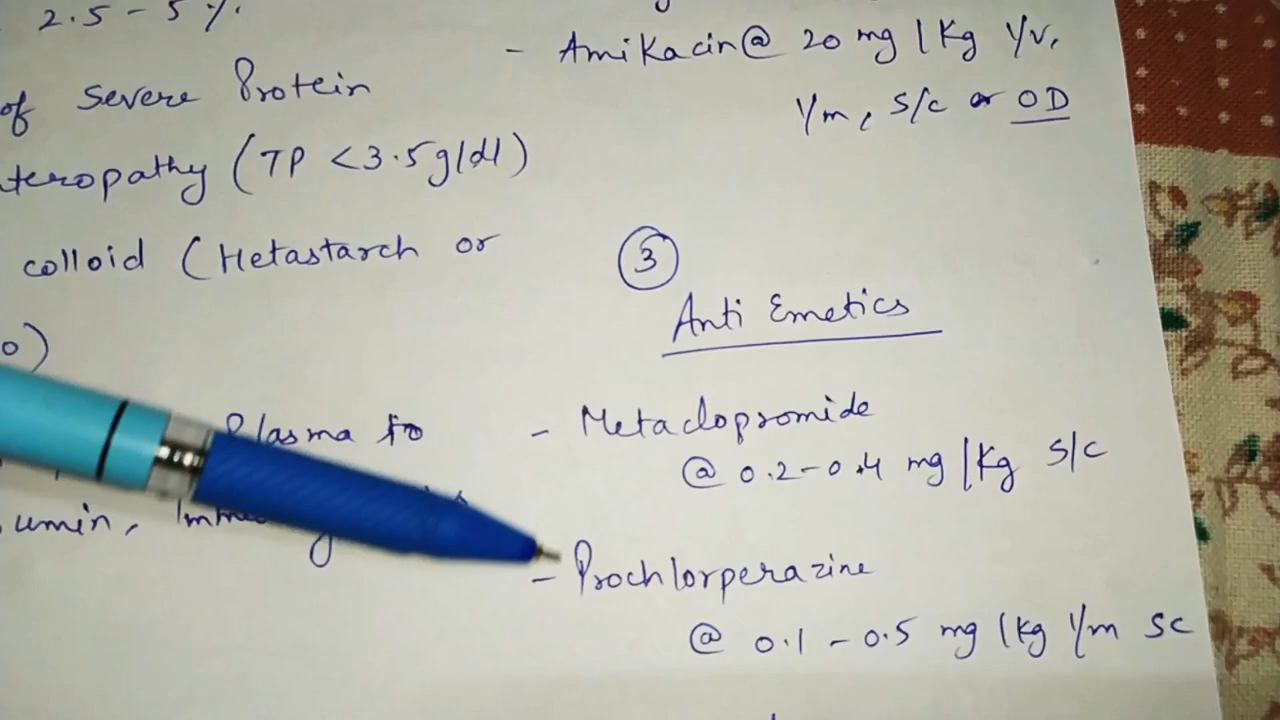 2.5 - 5 %.
of severe Protein
teropathy (TP <3.5g/dl)
colloid (Hetastarch or
o)
Plasma to
umin,
- Amikacin@ 20 mg/kg I/v,
I/m, S/c or OD
3
Anti Emetics
- Metaclopromide
@ 0.2-0.4 mg/kg S/c
- Prochlorperazine
@ 0.1 - 0.5 mg/kg I/m SC